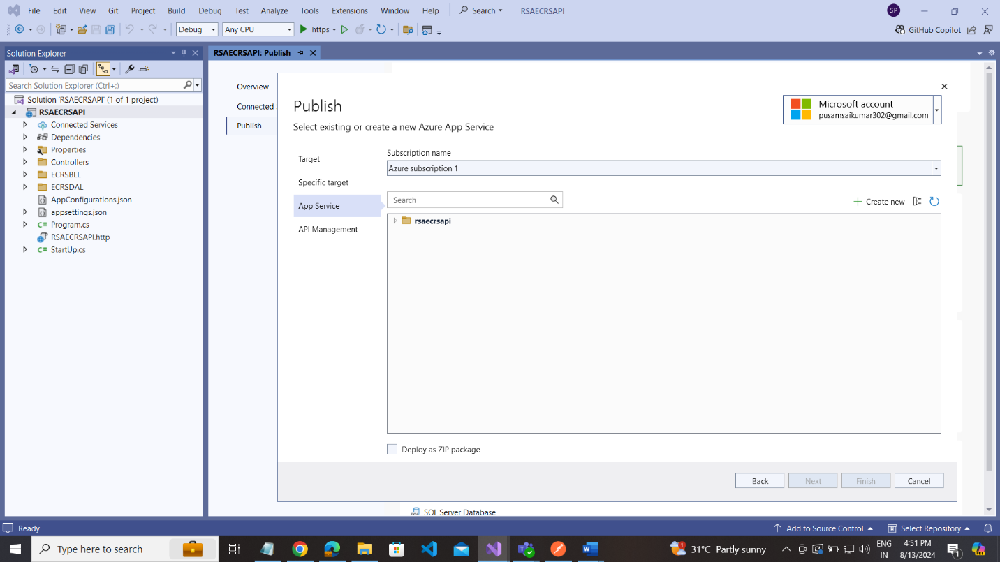 File Edit View Git Project Build Debug Test Analyze Tools Extensions Window Help Search RSAECRSAPI SP
Debug Any CPU https GitHub Copilot
Solution Explorer
RSAECRSAPI: Publish
Search Solution Explorer (Ctrl+;)
Solution 'RSAECRSAPI' (1 of 1 project)
RSAECRSAPI
Connected Services
Dependencies
Properties
Controllers
ECRSBLL
ECRSDAL
AppConfigurations.json
appsettings.json
C# Program.cs
RSAECRSAPI.http
C# StartUp.cs
Overview
Connected S
Publish
Publish
Select existing or create a new Azure App Service
Microsoft account
pusamsaikumar302@gmail.com
Target
Specific target
App Service
API Management
Subscription name
Azure subscription 1
Search
Create new
rsaecrsapi
Deploy as ZIP package
Back Next Finish Cancel
SQL Server Database
Ready Add to Source Control Select Repository
Type here to search
1 31°C Partly sunny
ENG
IN
4:51 PM
8/13/2024
1
PRE